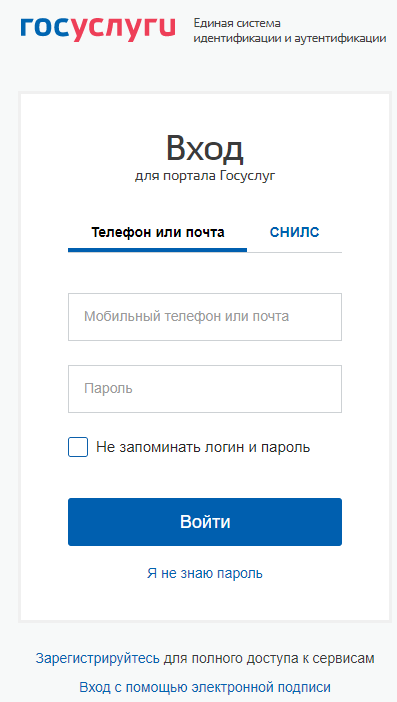 госуслуги
Единая система
идентификации и аутентификации
Вход
для портала Госуслуг
Телефон или почта
СНИЛС
Мобильный телефон или почта
Пароль
Не запоминать логин и пароль
Войти
Я не знаю пароль
Зарегистрируйтесь для полного доступа к сервисам
Вход с помощью электронной подписи